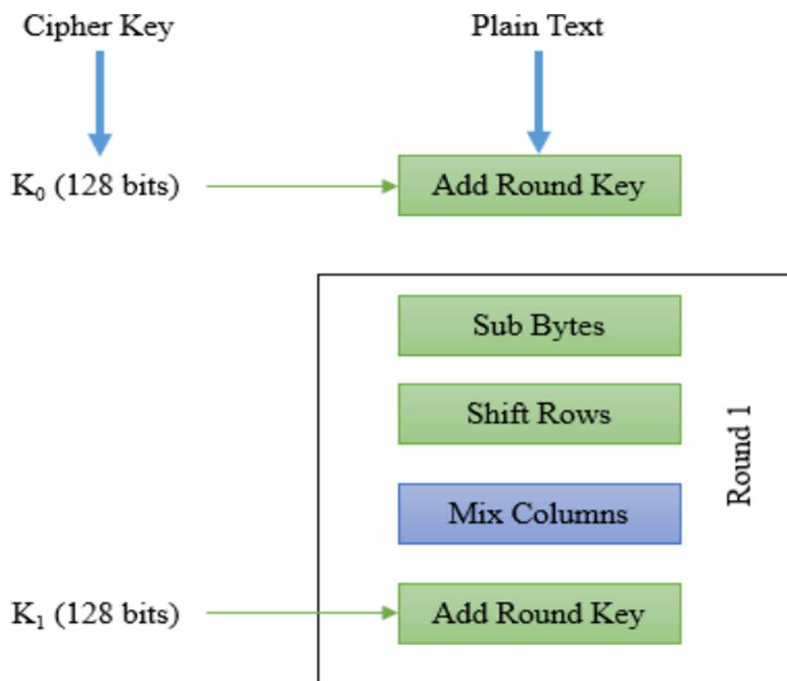 Cipher Key
Plain Text
K₀ (128 bits)
Add Round Key
Sub Bytes
Shift Rows
Round 1
Mix Columns
K₁ (128 bits)
Add Round Key